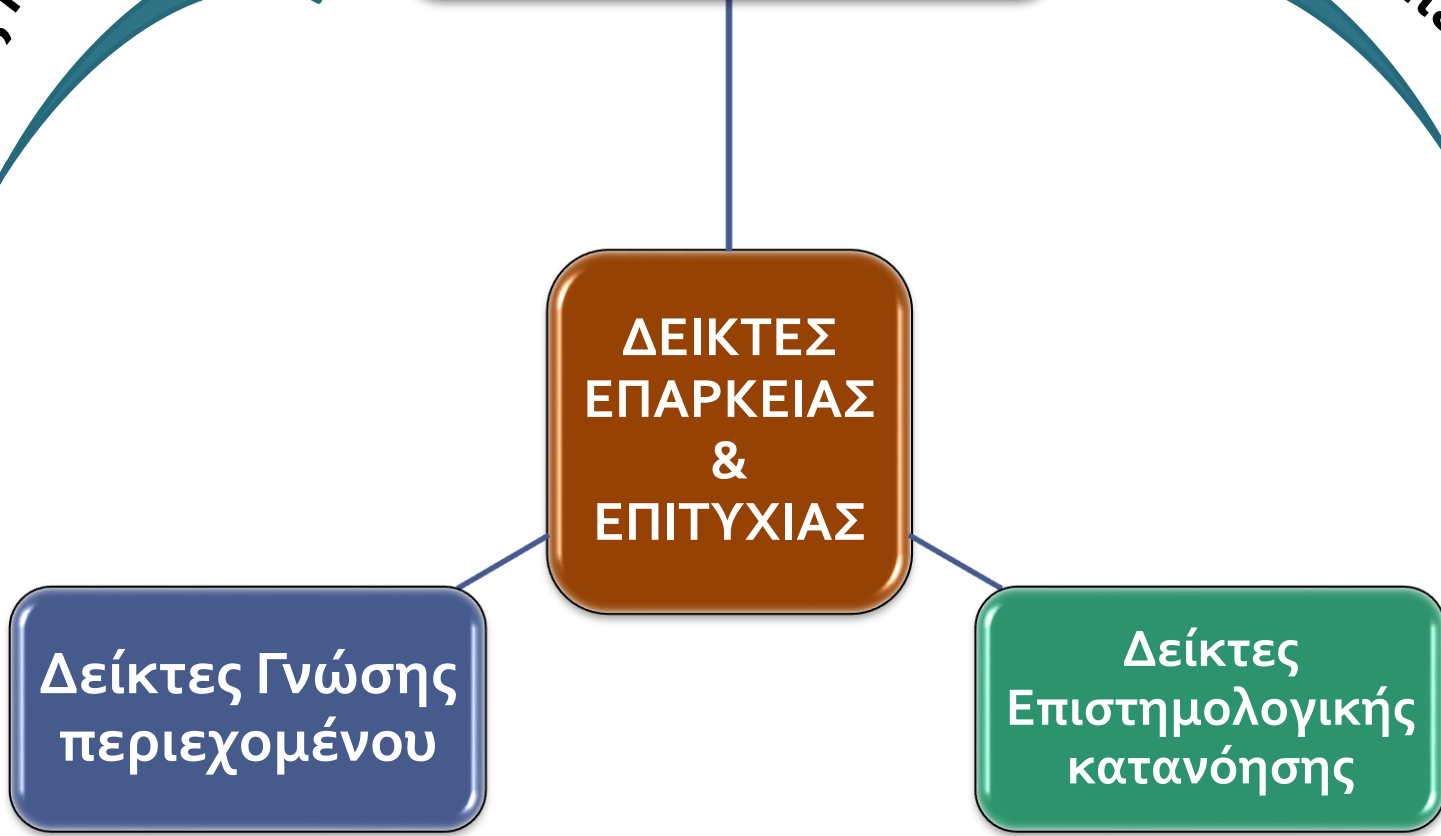 ΔΕΙΚΤΕΣ
ΕΠΑΡΚΕΙΑΣ
&
ΕΠΙΤΥΧΙΑΣ
Δείκτες Γνώσης
περιεχομένου
Δείκτες
Επιστημολογικής
κατανόησης